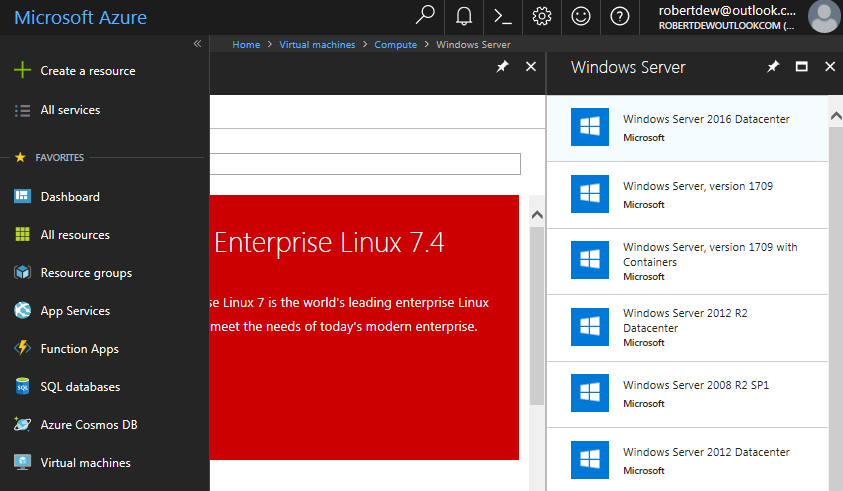 Microsoft Azure
robertdew@outlook.c...
ROBERTDEWOUTLOOKCOM (...
Home > Virtual machines > Compute > Windows Server
Create a resource
All services
FAVORITES
Dashboard
All resources
Resource groups
App Services
Function Apps
SQL databases
Azure Cosmos DB
Virtual machines
Enterprise Linux 7.4
se Linux 7 is the world's leading enterprise Linux
meet the needs of today's modern enterprise.
Windows Server
Windows Server 2016 Datacenter
Microsoft
Windows Server, version 1709
Microsoft
Windows Server, version 1709 with
Containers
Microsoft
Windows Server 2012 R2
Datacenter
Microsoft
Windows Server 2008 R2 SP1
Microsoft
Windows Server 2012 Datacenter
Microsoft